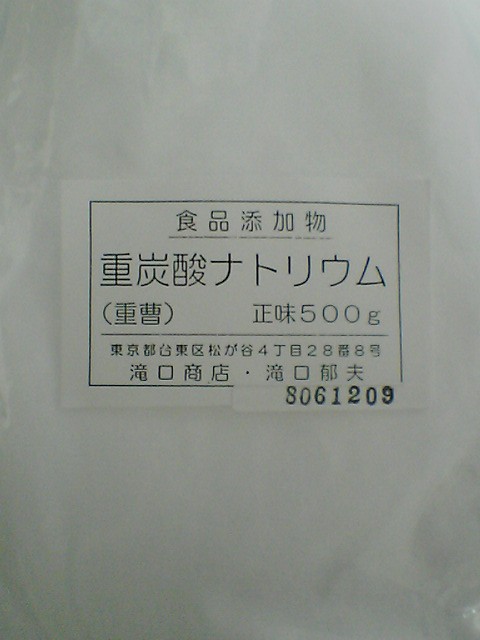 食品添加物
重炭酸ナトリウム
(重曹) 正味500g
東京都台東区松が谷4丁目28番8号
滝口商店・滝口郁夫
8061209